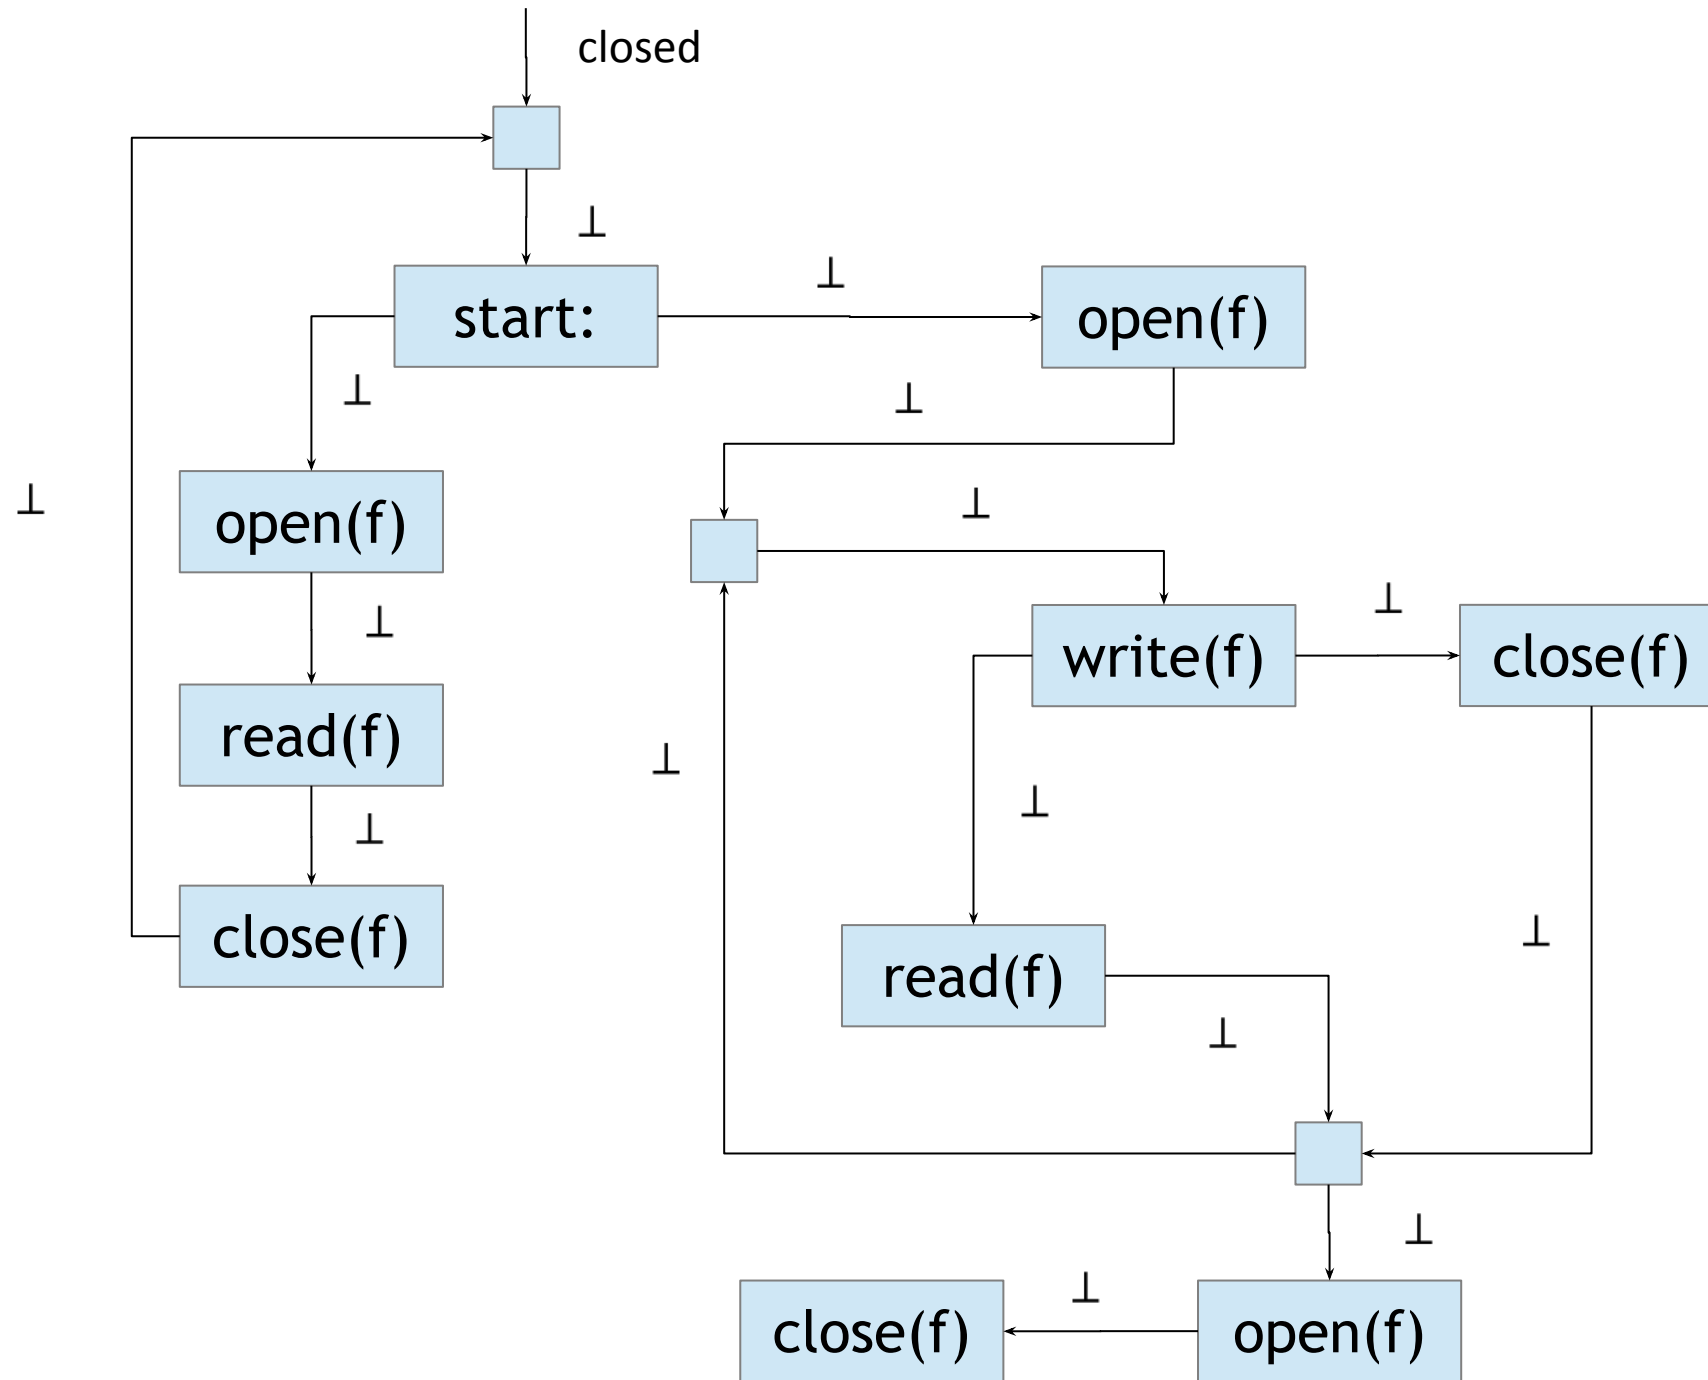 closed
⊥
start:
⊥
open(f)
⊥
⊥
⊥
open(f)
⊥
⊥
write(f)
⊥
close(f)
⊥
read(f)
⊥
⊥
⊥
close(f)
read(f)
⊥
⊥
⊥
close(f)
⊥
open(f)